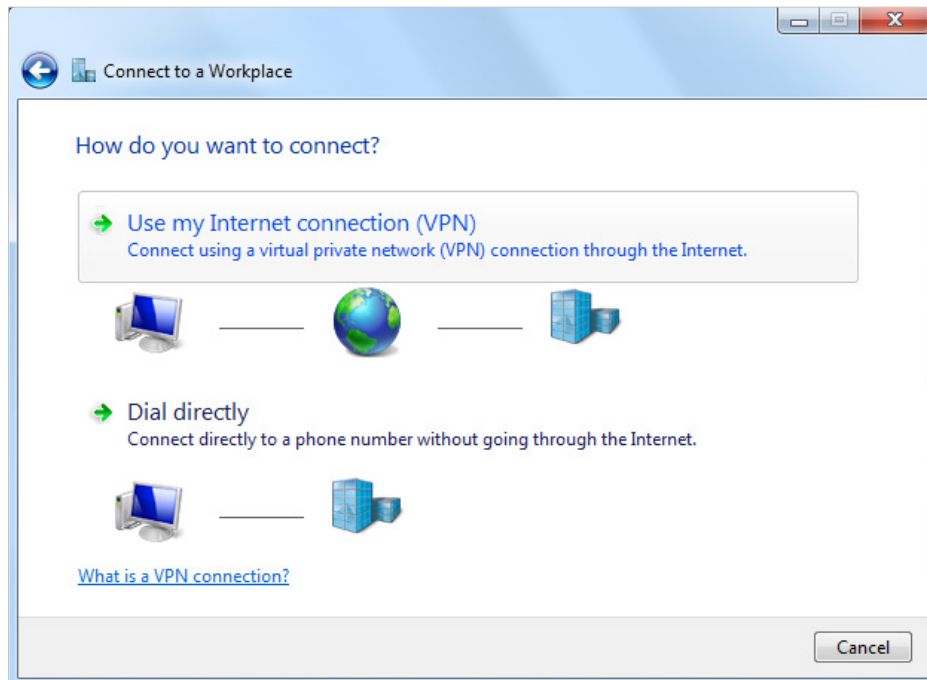 Connect to a Workplace
How do you want to connect?
Use my Internet connection (VPN)
Connect using a virtual private network (VPN) connection through the Internet.
Dial directly
Connect directly to a phone number without going through the Internet.
What is a VPN connection?
Cancel